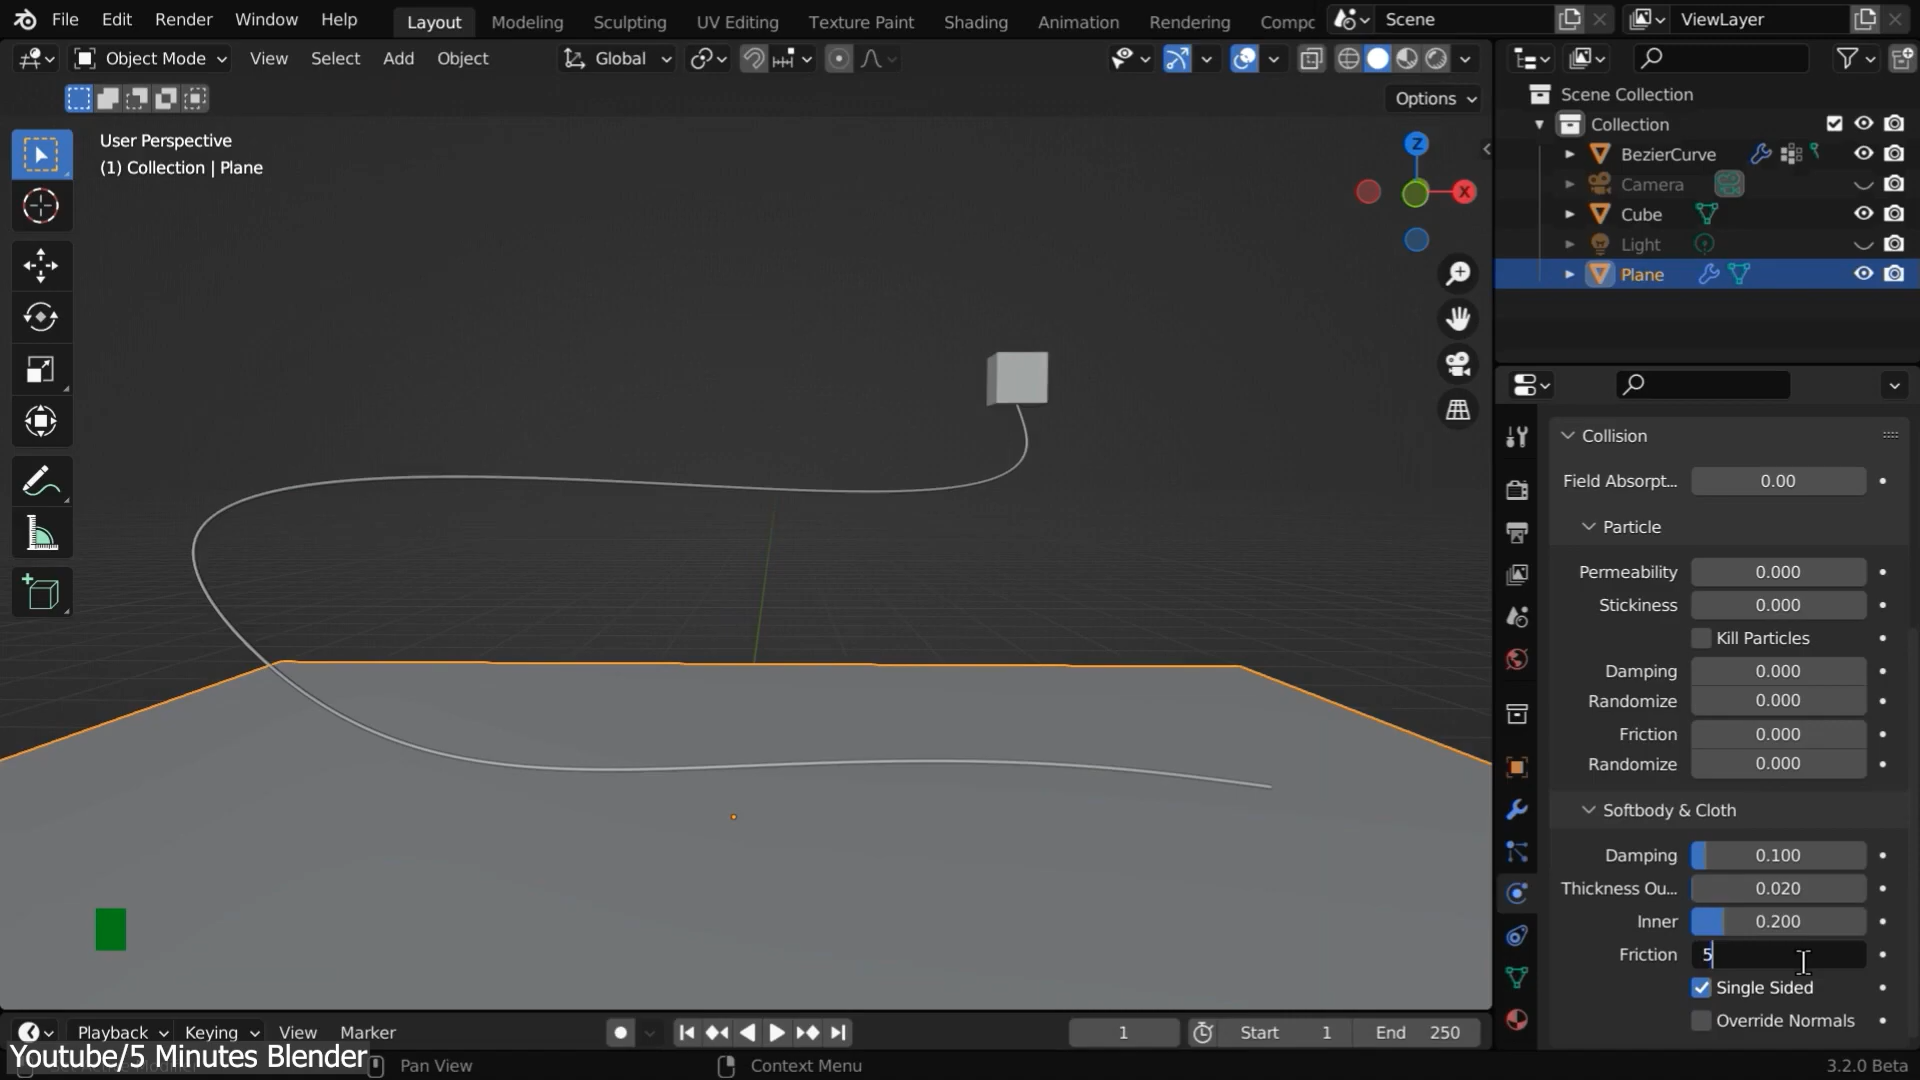 File Edit Render Window Help Layout Modeling Sculpting UV Editing Texture Paint Shading Animation Rendering Compc Scene ViewLayer
Object Mode View Select Add Object Global
Options
User Perspective
(1) Collection | Plane
Z
X
Scene Collection
Collection
BezierCurve
Camera
Cube
Light
Plane
Collision
Field Absorpt... 0.00
Particle
Permeability 0.000
Stickiness 0.000
Kill Particles
Damping 0.000
Randomize 0.000
Friction 0.000
Randomize 0.000
Softbody & Cloth
Damping 0.100
Thickness Ou... 0.020
Inner 0.200
Friction 5
Single Sided
Override Normals
Playback Keying View Marker 1 Start 1 End 250
Youtube/5 Minutes Blender
Pan View Context Menu 3.2.0 Beta